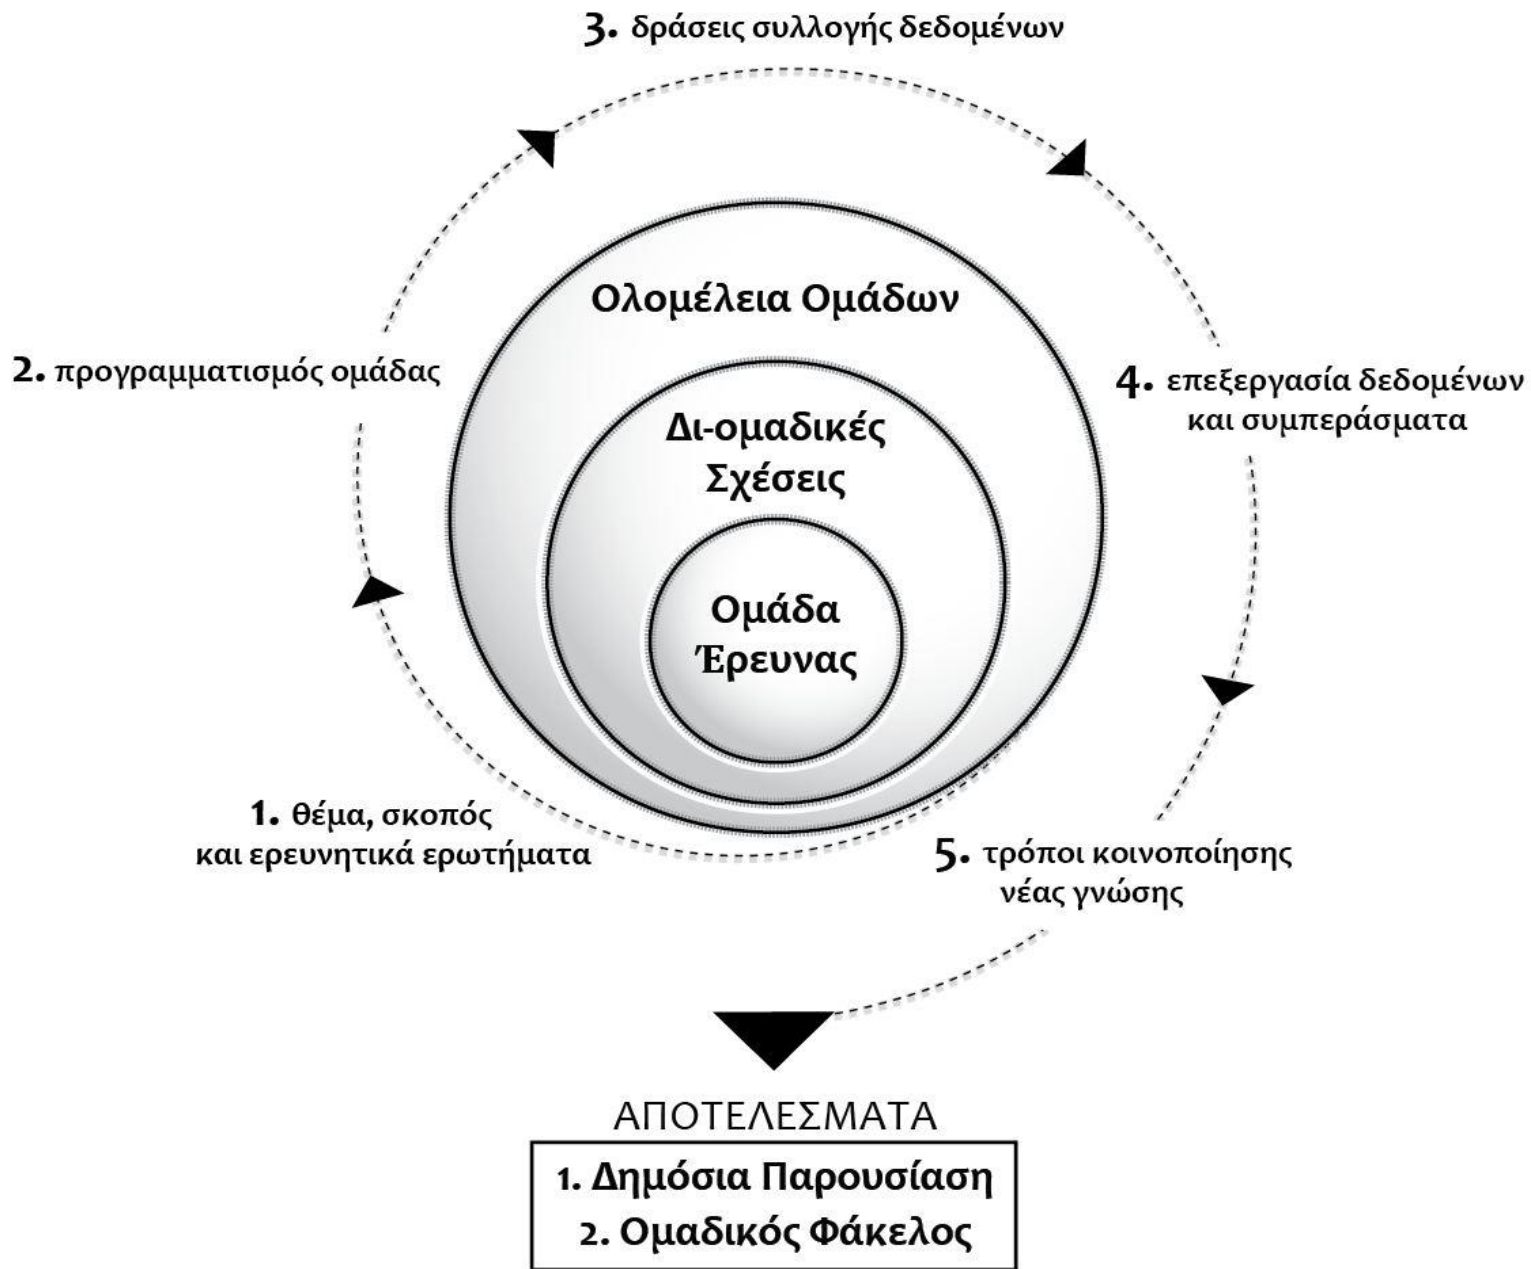 3. δράσεις συλλογής δεδομένων
Ολομέλεια Ομάδων
2. προγραμματισμός ομάδας
4. επεξεργασία δεδομένων
και συμπεράσματα
Δι-ομαδικές
Σχέσεις
Ομάδα
Έρευνας
1. θέμα, σκοπός
και ερευνητικά ερωτήματα
5. τρόποι κοινοποίησης
νέας γνώσης
ΑΠΟΤΕΛΕΣΜΑΤΑ
1. Δημόσια Παρουσίαση
2. Ομαδικός Φάκελος